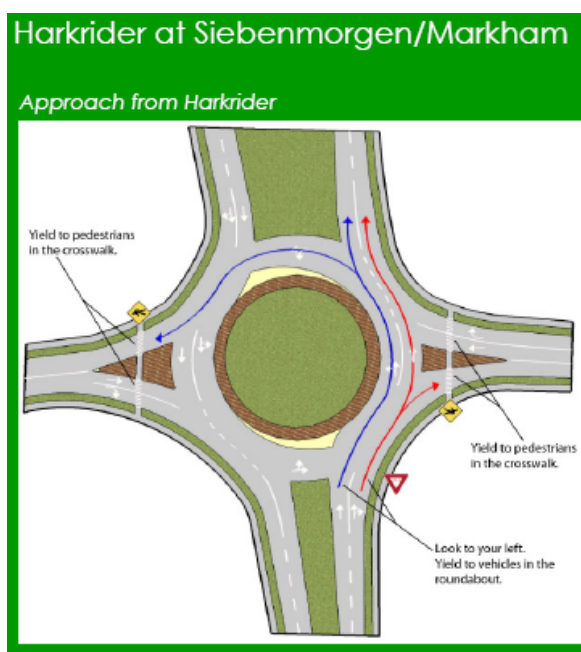 Harkrider at Siebenmorgen/Markham
Approach from Harkrider
Yield to pedestrians
in the crosswalk.
Yield to pedestrians
in the crosswalk.
Look to your left.
Yield to vehicles in the
roundabout.